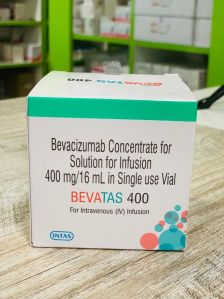 BEVATAS 400
Bevacizumab Concentrate for
Solution for Infusion
400 mg/16 mL in Single use Vial
BEVATAS 400
For Intravenous (IV) Infusion
INTAS